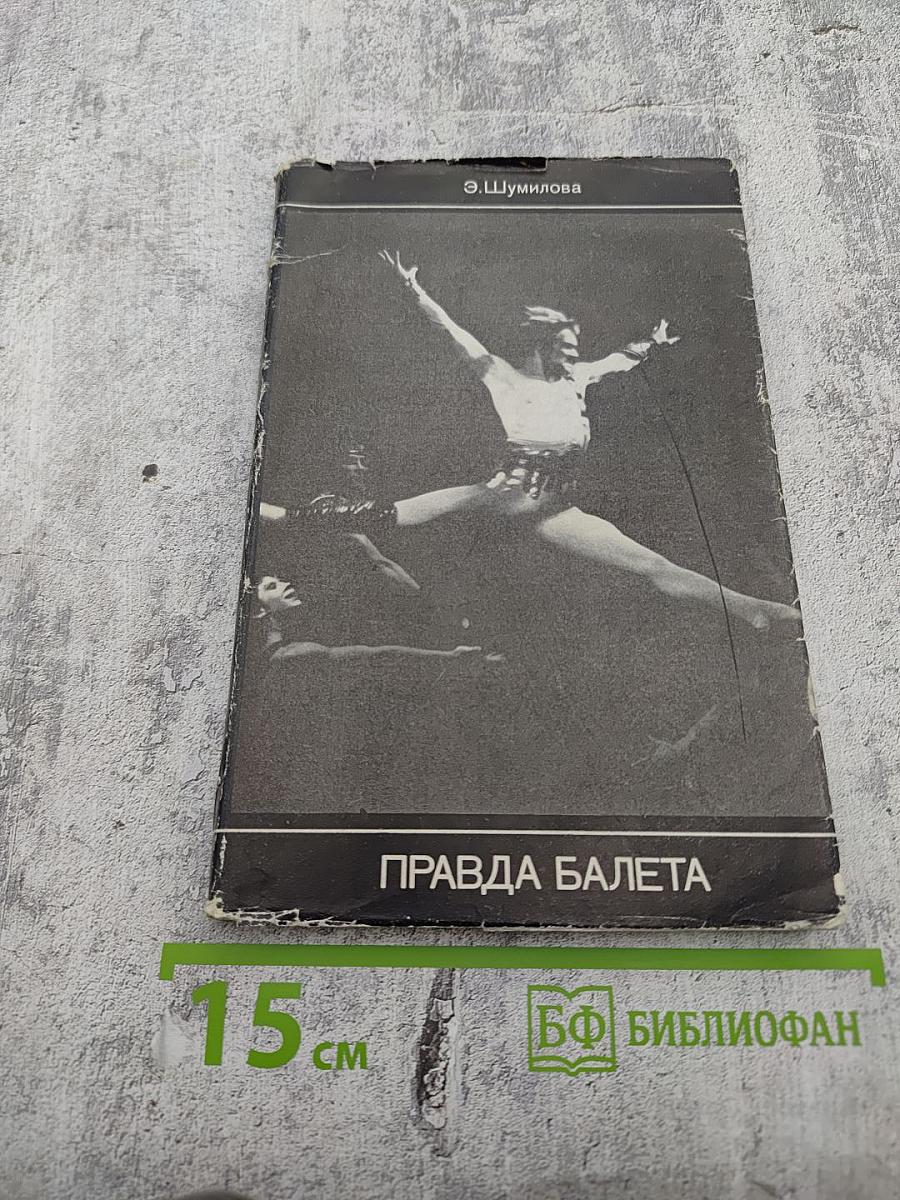 Э.Шумилова
ПРАВДА БАЛЕТА
15 см
БФ БИБЛИОФАН